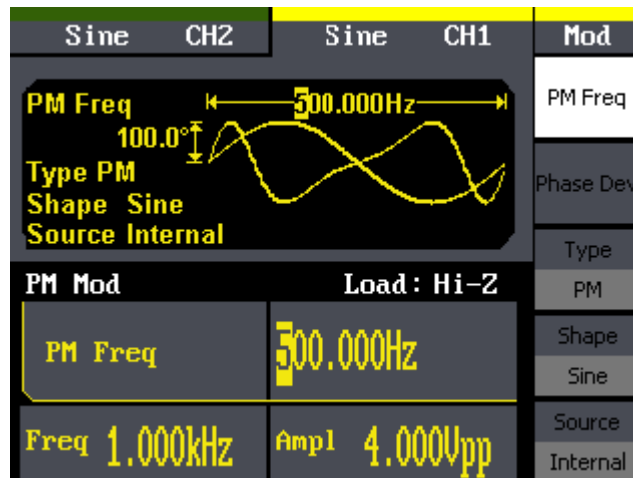 Sine CH2 Sine CH1 Mod
PM Freq 500.000Hz
100.0°
Type PM
Shape Sine
Source Internal
PM Mod Load: Hi-Z
PM Freq 500.000Hz
Freq 1.000kHz Ampl 4.000Vpp
PM Freq
Phase Dev
Type
PM
Shape
Sine
Source
Internal